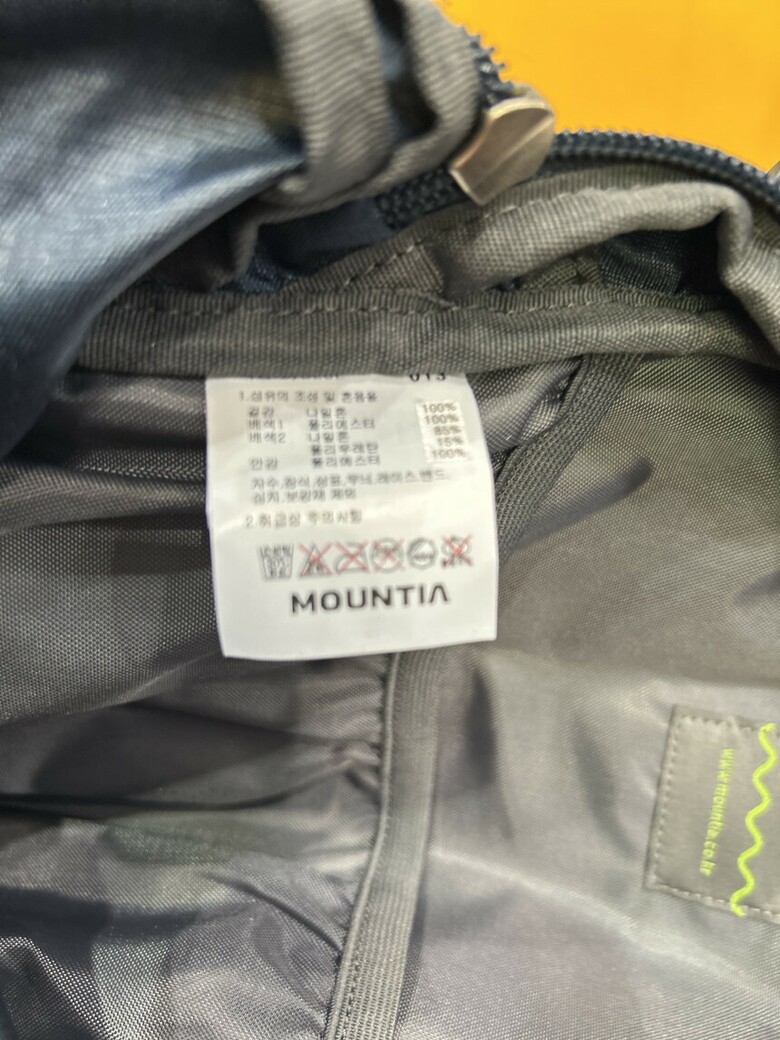 013
1.섬유의 조성 및 혼용율
겉감 나일론 100%
배색1 폴리에스터 100%
배색2 나일론 85%
폴리우레탄 15%
안감 폴리에스터 100%
자수,장식,심표,무늬,레이스,밴드,
심지,보강재 제외
2.취급상 주의사항
MOUNTIA
www.mountia.co.kr